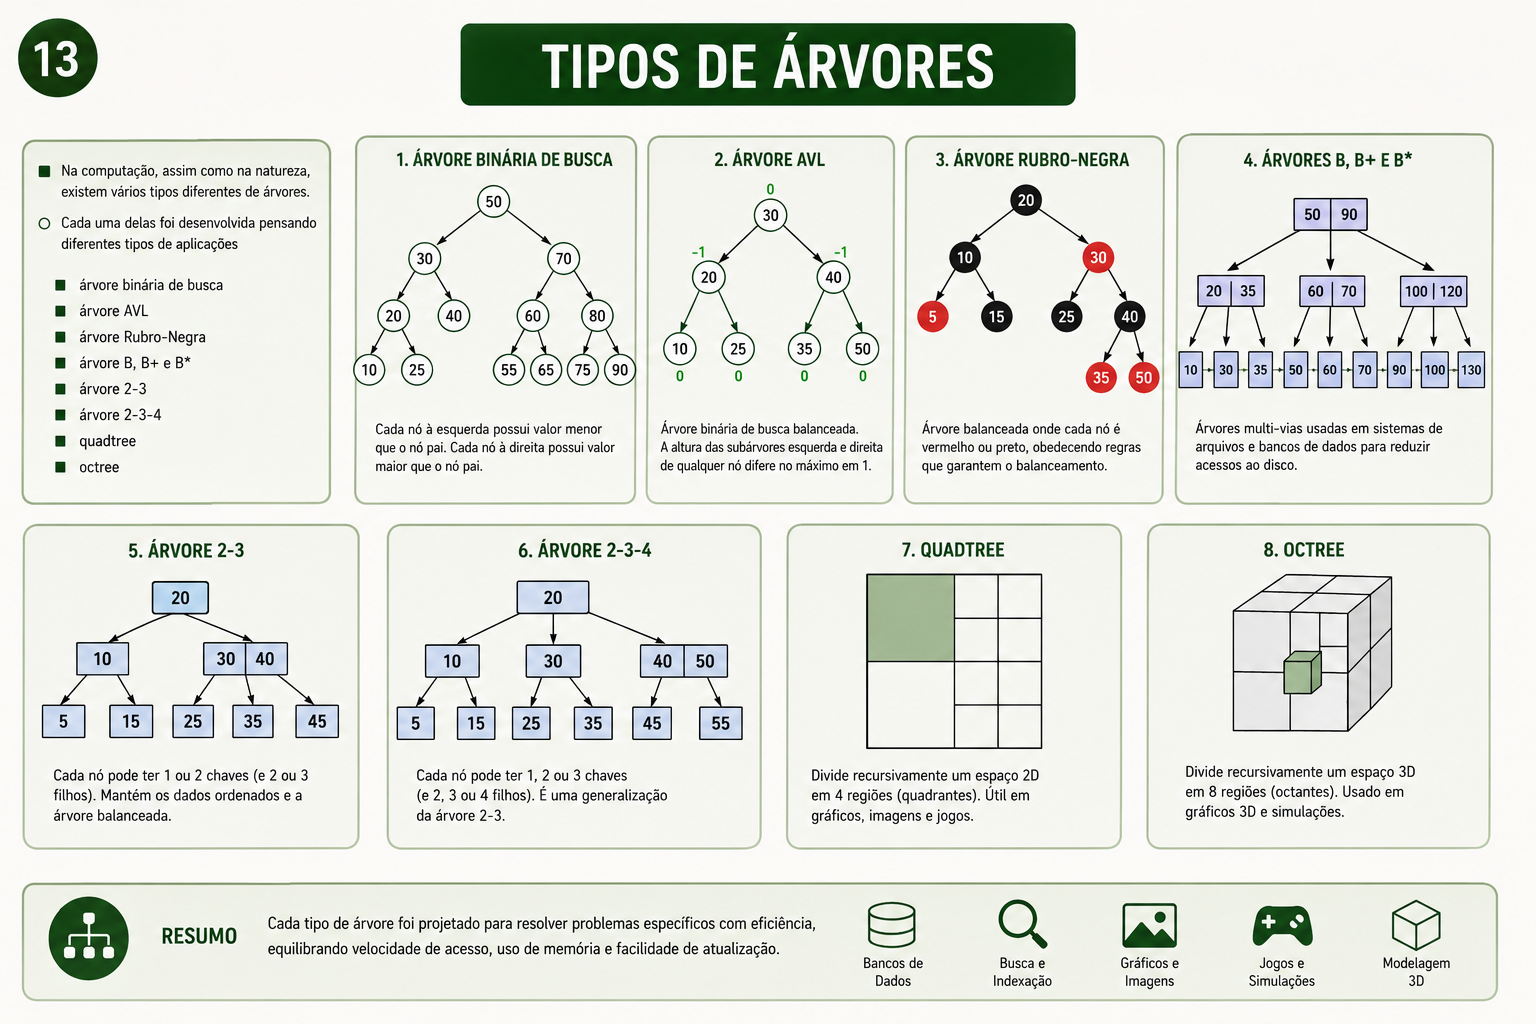 13
TIPOS DE ÁRVORES
Na computação, assim como na natureza,
existem vários tipos diferentes de árvores.
Cada uma delas foi desenvolvida pensando
diferentes tipos de aplicações
árvore binária de busca
árvore AVL
árvore Rubro-Negra
árvore B, B+ e B*
árvore 2-3
árvore 2-3-4
quadtree
octree
1. ÁRVORE BINÁRIA DE BUSCA
50
30 70
20 40 60 80
10 25 55 65 75 90
Cada nó à esquerda possui valor menor
que o nó pai. Cada nó à direita possui valor
maior que o nó pai.
2. ÁRVORE AVL
0
30
-1 -1
20 40
10 25 35 50
0 0 0 0
Árvore binária de busca balanceada.
A altura das subárvores esquerda e direita
de qualquer nó difere no máximo em 1.
3. ÁRVORE RUBRO-NEGRA
20
10 30
5 15 25 40
35 50
Árvore balanceada onde cada nó é
vermelho ou preto, obedecendo regras
que garantem o balanceamento.
4. ÁRVORES B, B+ E B*
50 90
20 35 60 70 100 120
10 30 35 50 60 70 90 100 130
Árvores multi-vias usadas em sistemas de
arquivos e bancos de dados para reduzir
acessos ao disco.
5. ÁRVORE 2-3
20
10 30 40
5 15 25 35 45
Cada nó pode ter 1 ou 2 chaves (e 2 ou 3
filhos). Mantém os dados ordenados e a
árvore balanceada.
6. ÁRVORE 2-3-4
20
10 30 40 50
5 15 25 35 45 55
Cada nó pode ter 1, 2 ou 3 chaves
(e 2, 3 ou 4 filhos). É uma generalização
da árvore 2-3.
7. QUADTREE
Divide recursivamente um espaço 2D
em 4 regiões (quadrantes). Útil em
gráficos, imagens e jogos.
8. OCTREE
Divide recursivamente um espaço 3D
em 8 regiões (octantes). Usado em
gráficos 3D e simulações.
RESUMO
Cada tipo de árvore foi projetado para resolver problemas específicos com eficiência,
equilibrando velocidade de acesso, uso de memória e facilidade de atualização.
Bancos de
Dados
Busca e
Indexação
Gráficos e
Imagens
Jogos e
Simulações
Modelagem
3D